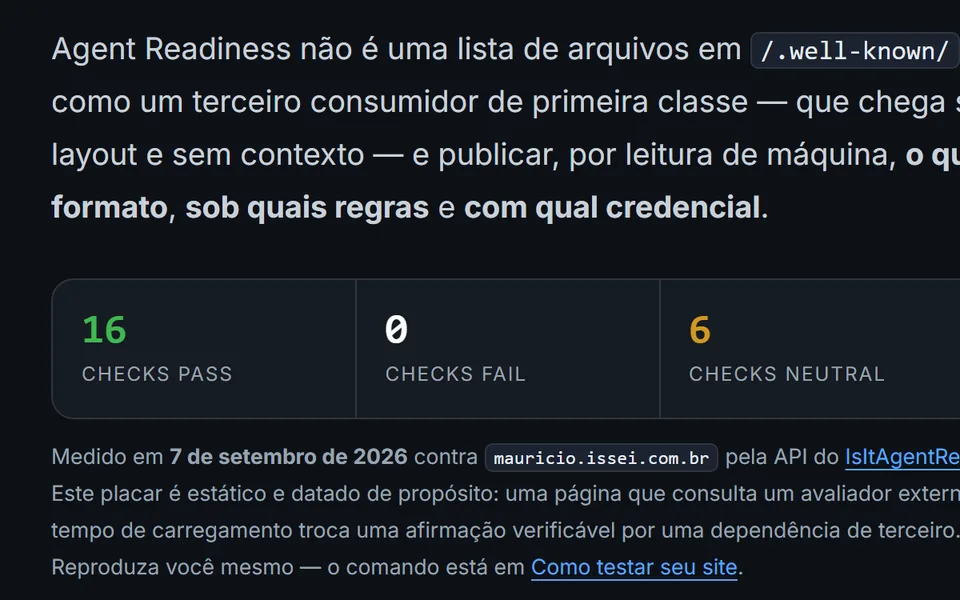 Agent Readiness não é uma lista de arquivos em /.well-known/
como um terceiro consumidor de primeira classe — que chega
layout e sem contexto — e publicar, por leitura de máquina, o
formato, sob quais regras e com qual credencial.
16
CHECKS PASS
0
CHECKS FAIL
6
CHECKS NEUTRAL
Medido em 7 de setembro de 2026 contra mauricio.issei.com.br pela API do IsItAgentRe
Este placar é estático e datado de propósito: uma página que consulta um avaliador extern
tempo de carregamento troca uma afirmação verificável por uma dependência de terceiro.
Reproduza você mesmo — o comando está em Como testar seu site.